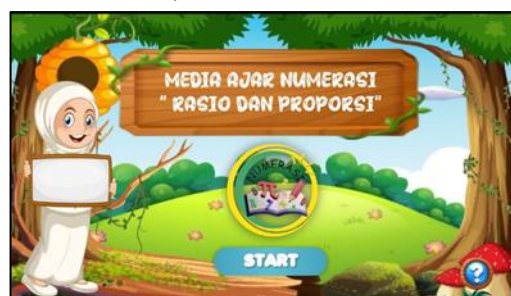 MEDIA AJAR NUMERASI
" RASIO DAN PROPORSI"
NUMERASI
START
?